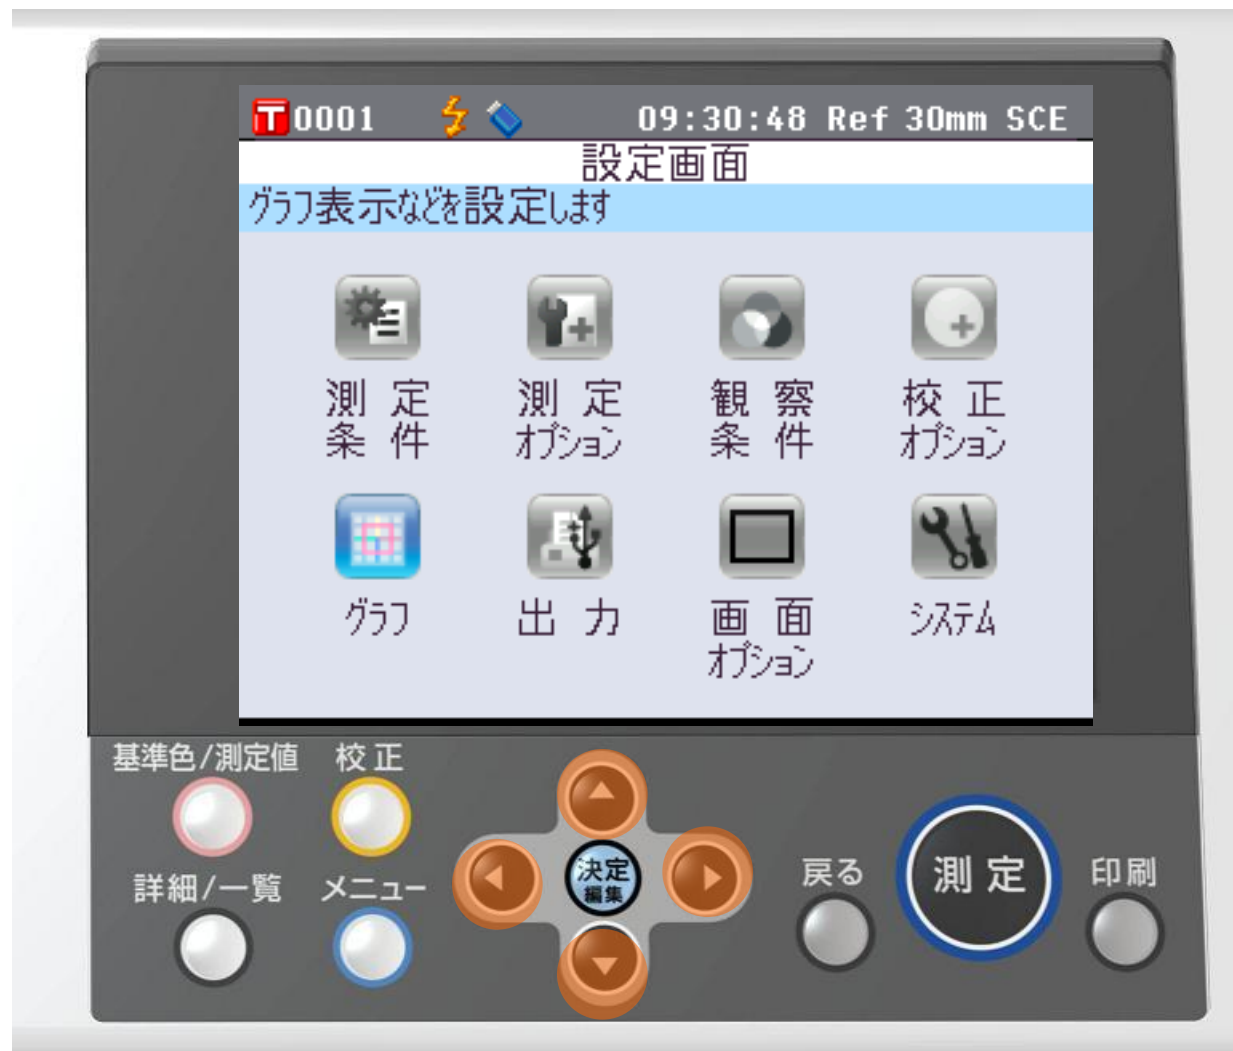 T 0001 09:30:48 Ref 30mm SCE
設定画面
グラフ表示などを設定します
測定
条件
測定
オプション
観察
条件
校正
オプション
グラフ
出力
画面
オプション
システム
基準色/測定値
校正
詳細/一覧
メニュー
決定
編集
戻る
測定
印刷